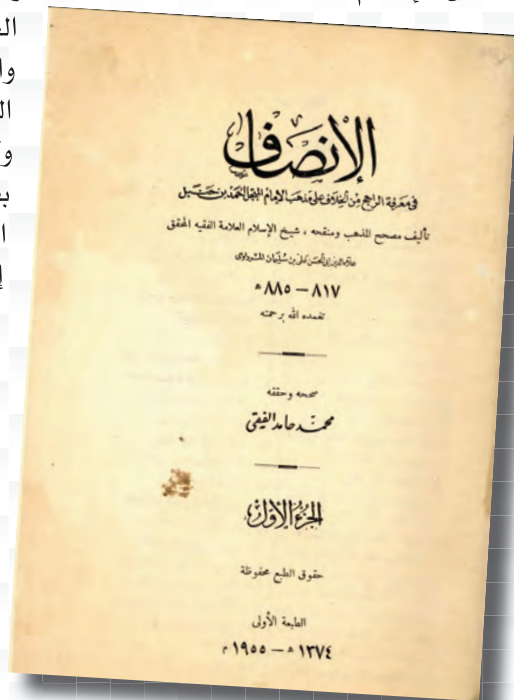 الإنصاف
في معرفة الراجح من الخلاف على مذهب الإمام المبجل أحمد بن حنبل
تأليف مصحح المذهب ومنقحه ، شيخ الإسلام العلامة الفقيه المحقق
علاء الدين أبي الحسن علي بن سليمان المرداوي
٨١٧ – ٨٨٥ هـ
تغمده الله برحمته
صححه وحققه
محمد حامد الفقي
الجزء الأول
حقوق الطبع محفوظة
الطبعة الأولى
١٣٧٤ هـ – ١٩٥٥ م